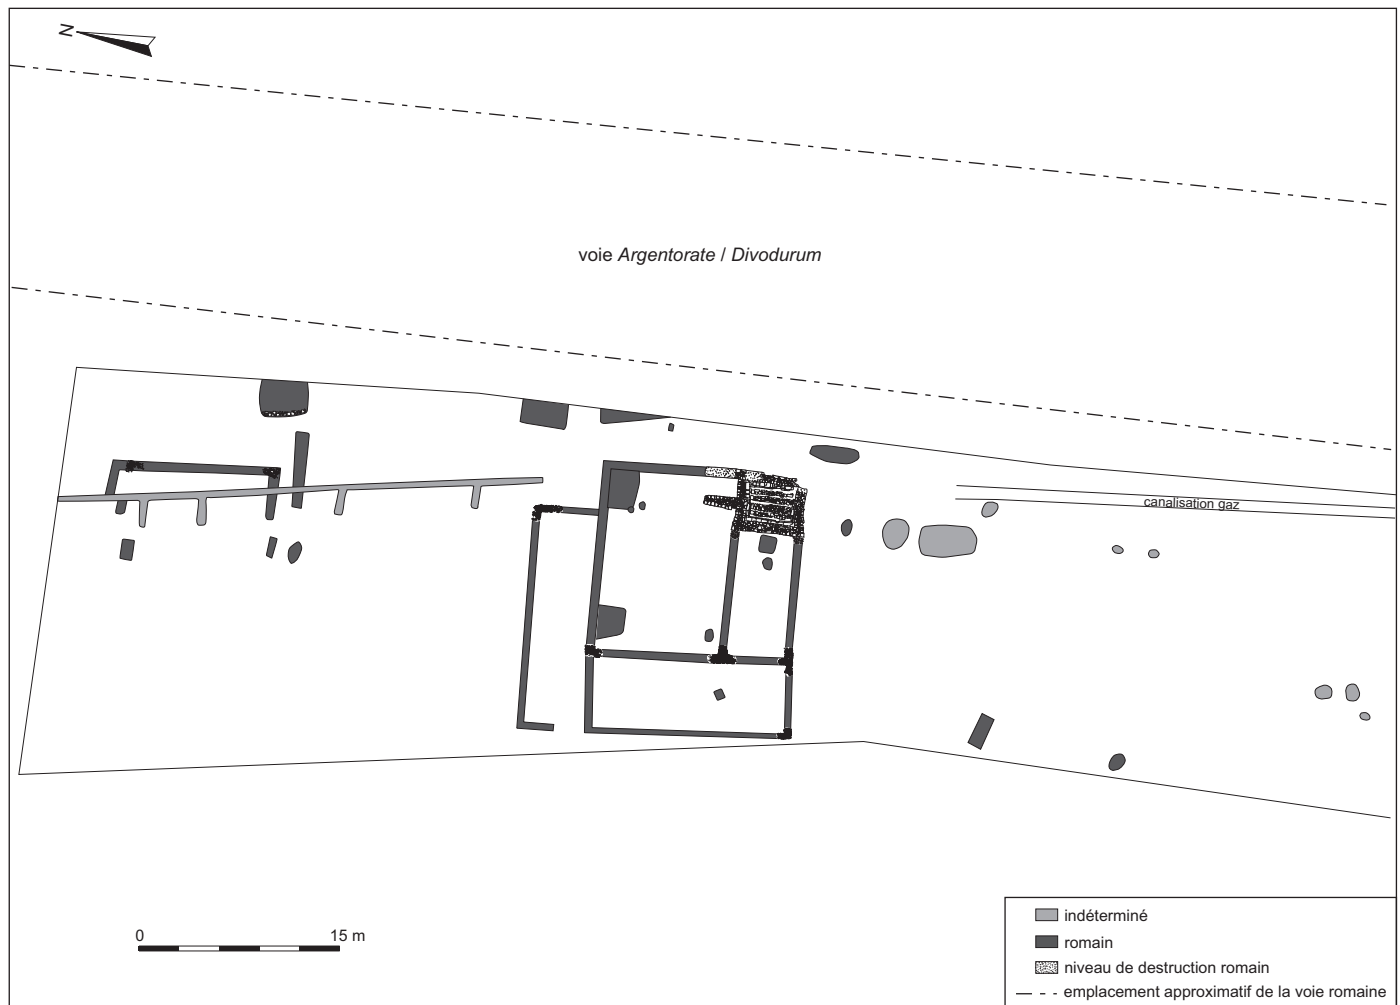 N
voie Argentorate / Divodurum
canalisation gaz
0 15 m
indéterminé
romain
niveau de destruction romain
emplacement approximatif de la voie romaine